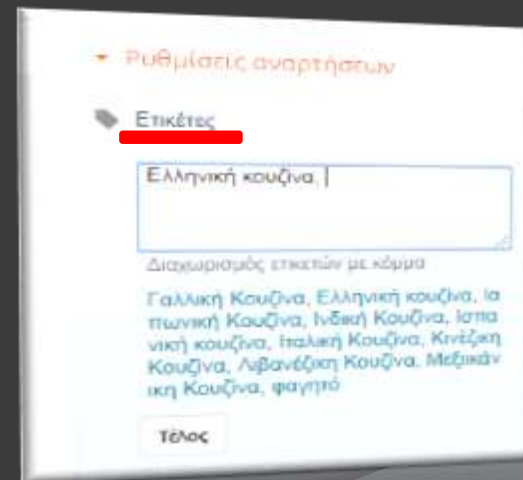 Ρυθμίσεις αναρτήσεων
Ετικέτες
Ελληνική κουζίνα,
Διαχωρισμός ετικετών με κόμμα
Γαλλική Κουζίνα, Ελληνική κουζίνα, Ια
πωνική Κουζίνα, Ινδική Κουζίνα, Ισπα
νική κουζίνα, Ιταλική Κουζίνα, Κινέζικη
Κουζίνα, Λιβανέζικη Κουζίνα, Μεξικάν
ικη Κουζίνα, φαγητό
Τέλος